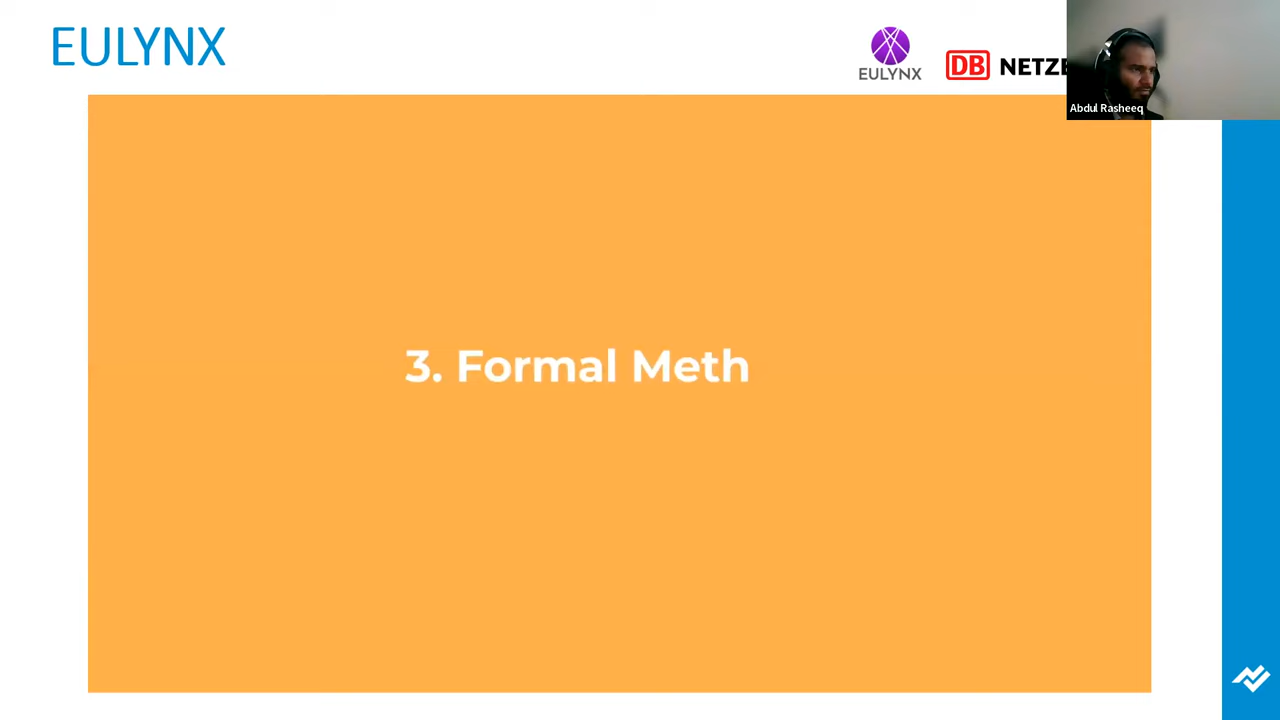 EULYNX
EULYNX
DB NETZE
Abdul Rasheeq
3. Formal Meth